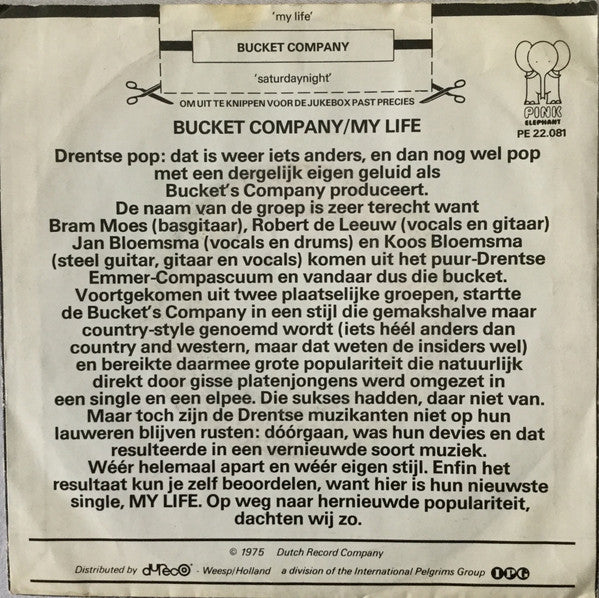 'my life'
BUCKET COMPANY
'saturdaynight'
OM UIT TE KNIPPEN VOOR DE JUKEBOX PAST PRECIES
PINK
ELEPHANT
PE 22.081
BUCKET COMPANY/MY LIFE
Drentse pop: dat is weer iets anders, en dan nog wel pop
met een dergelijk eigen geluid als
Bucket's Company produceert.
De naam van de groep is zeer terecht want
Bram Moes (basgitaar), Robert de Leeuw (vocals en gitaar)
Jan Bloemsma (vocals en drums) en Koos Bloemsma
(steel guitar, gitaar en vocals) komen uit het puur-Drentse
Emmer-Compascuum en vandaar dus die bucket.
Voortgekomen uit twee plaatselijke groepen, startte
de Bucket's Company in een stijl die gemakshalve maar
country-style genoemd wordt (iets héél anders dan
country and western, maar dat weten de insiders wel)
en bereikte daarmee grote populariteit die natuurlijk
direkt door gisse platenjongens werd omgezet in
een single en een elpee. Die sukses hadden, daar niet van.
Maar toch zijn de Drentse muzikanten niet op hun
lauweren blijven rusten: dóórgaan, was hun devies en dat
resulteerde in een vernieuwde soort muziek.
Wéér helemaal apart en wéér eigen stijl. Enfin het
resultaat kun je zelf beoordelen, want hier is hun nieuwste
single, MY LIFE. Op weg naar hernieuwde populariteit,
dachten wij zo.
© 1975 Dutch Record Company
Distributed by dureco - Weesp/Holland a division of the International Pelgrims Group IPG